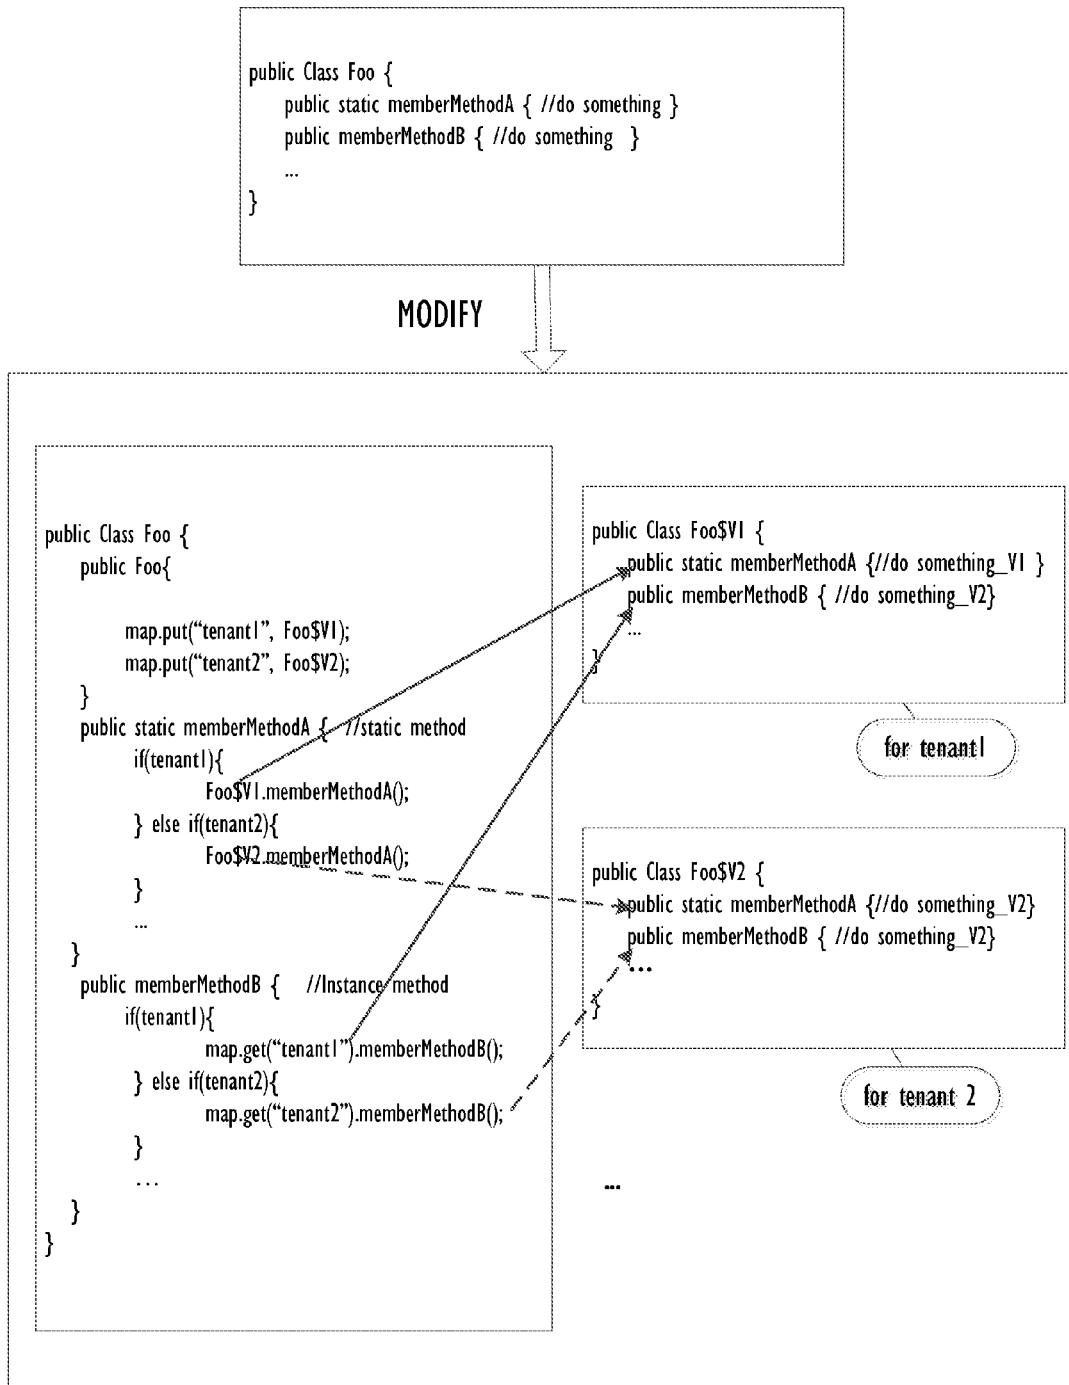 public Class Foo {
public static memberMethodA { //do something }
public memberMethodB { //do something }
...
}
MODIFY
public Class Foo {
public Foo{
map.put(“tenant1”, Foo$V1);
map.put(“tenant2”, Foo$V2);
}
public static memberMethodA { //static method
if(tenant1){
Foo$V1.memberMethodA();
} else if(tenant2){
Foo$V2.memberMethodA();
}
...
}
public memberMethodB { //Instance method
if(tenant1){
map.get(“tenant1”).memberMethodB();
} else if(tenant2){
map.get(“tenant2”).memberMethodB();
}
...
}
}
public Class Foo$V1 {
public static memberMethodA {//do something_V1 }
public memberMethodB { //do something_V2}
...
}
for tenant1
public Class Foo$V2 {
public static memberMethodA {//do something_V2}
public memberMethodB { //do something_V2}
...
}
for tenant 2
...